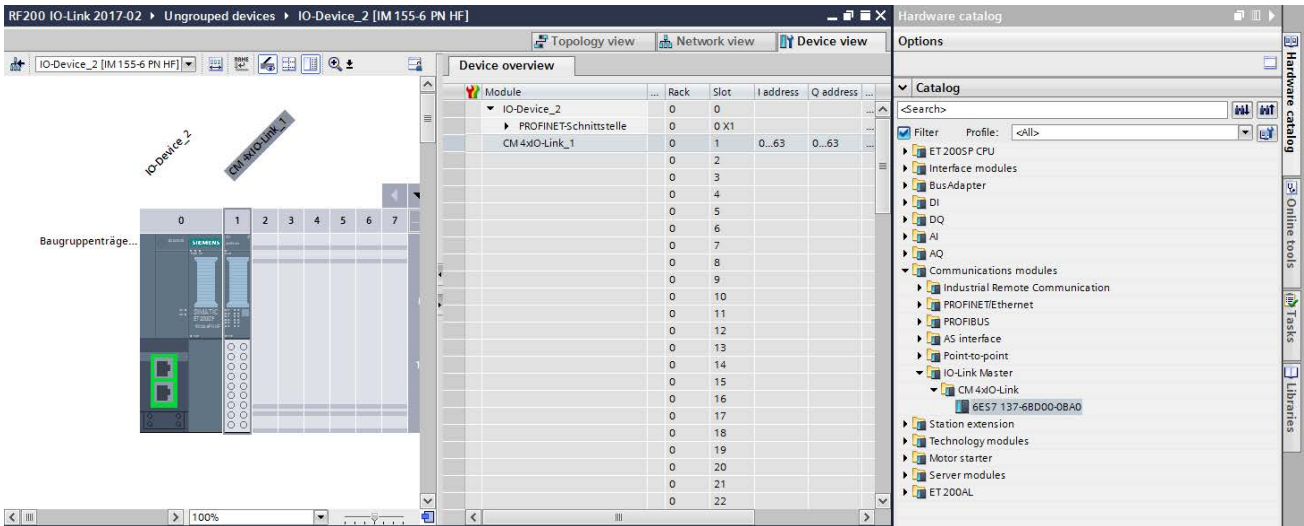 RF200 IO-Link 2017-02 ▸ Ungrouped devices ▸ IO-Device_2 [IM 155-6 PN HF]
Topology view Network view Device view
IO-Device_2 [IM 155-6 PN HF]
IO-Device_2
CM 4xIO-Link_1
0 1 2 3 4 5 6 7
Baugruppenträge...
SIEMENS
100%
Device overview
Module ... Rack Slot I address Q address ...
IO-Device_2 0 0 ...
PROFINET-Schnittstelle 0 0 X1 ...
CM 4xIO-Link_1 0 1 0...63 0...63 ...
0 2
0 3
0 4
0 5
0 6
0 7
0 8
0 9
0 10
0 11
0 12
0 13
0 14
0 15
0 16
0 17
0 18
0 19
0 20
0 21
0 22
Hardware catalog
Options
Catalog
<Search>
Filter Profile: <All>
ET 200SP CPU
Interface modules
BusAdapter
DI
DQ
AI
AQ
Communications modules
Industrial Remote Communication
PROFINET/Ethernet
PROFIBUS
AS interface
Point-to-point
IO-Link Master
CM 4xIO-Link
6ES7 137-6BD00-0BA0
Station extension
Technology modules
Motor starter
Server modules
ET 200AL
Hardware catalog
Online tools
Tasks
Libraries